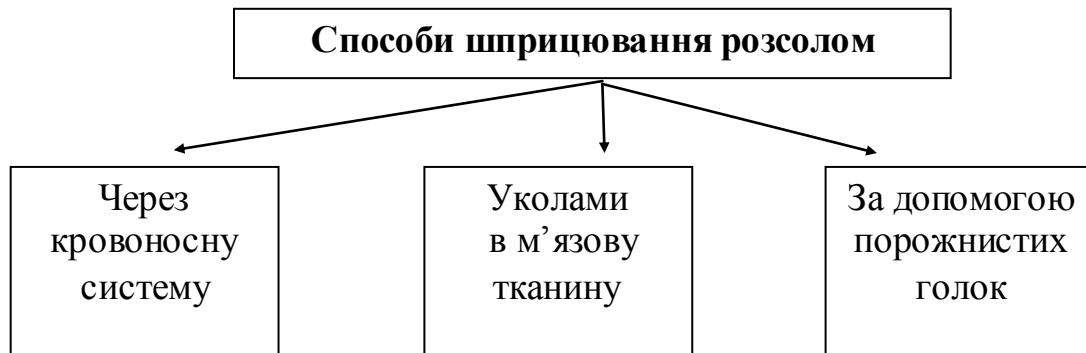 Способи шприцювання розсолом
Через
кровоносну
систему
Уколами
в м’язову
тканину
За допомогою
порожнистих
голок